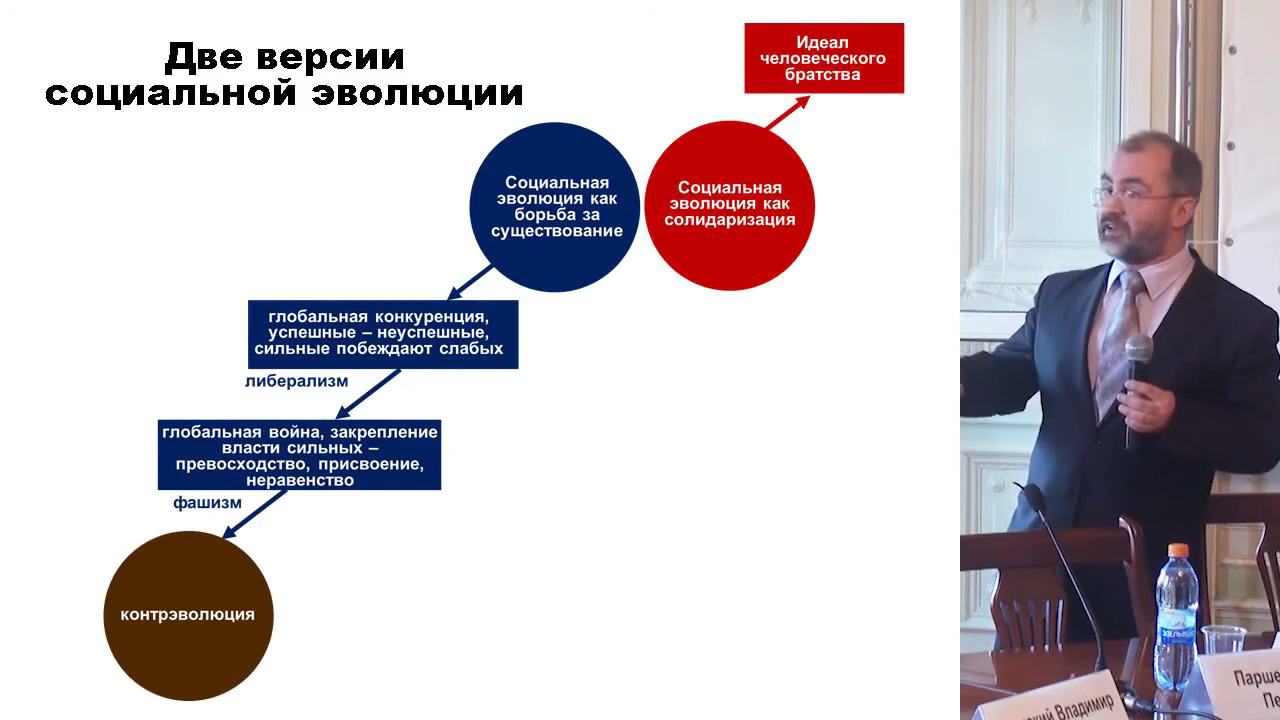 Две версии
социальной эволюции
Идеал
человеческого
братства
Социальная
эволюция как
борьба за
существование
Социальная
эволюция как
солидаризация
глобальная конкуренция,
успешные – неуспешные,
сильные побеждают слабых
либерализм
глобальная война, закрепление
власти сильных –
превосходство, присвоение,
неравенство
фашизм
контрэволюция
Владимир